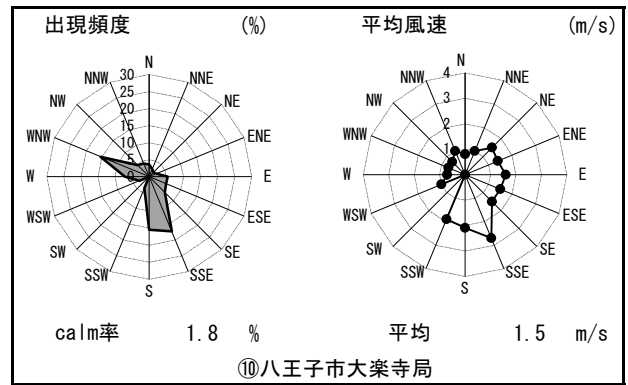 出現頻度 (%)
N
NNE
NE
ENE
E
ESE
SE
SSE
S
SSW
SW
WSW
W
WNW
NW
NNW
30
25
20
15
10
5
0
calm率 1.8 %
平均風速 (m/s)
N
NNE
NE
ENE
E
ESE
SE
SSE
S
SSW
SW
WSW
W
WNW
NW
NNW
4
3
2
1
平均 1.5 m/s
⑩八王子市大楽寺局